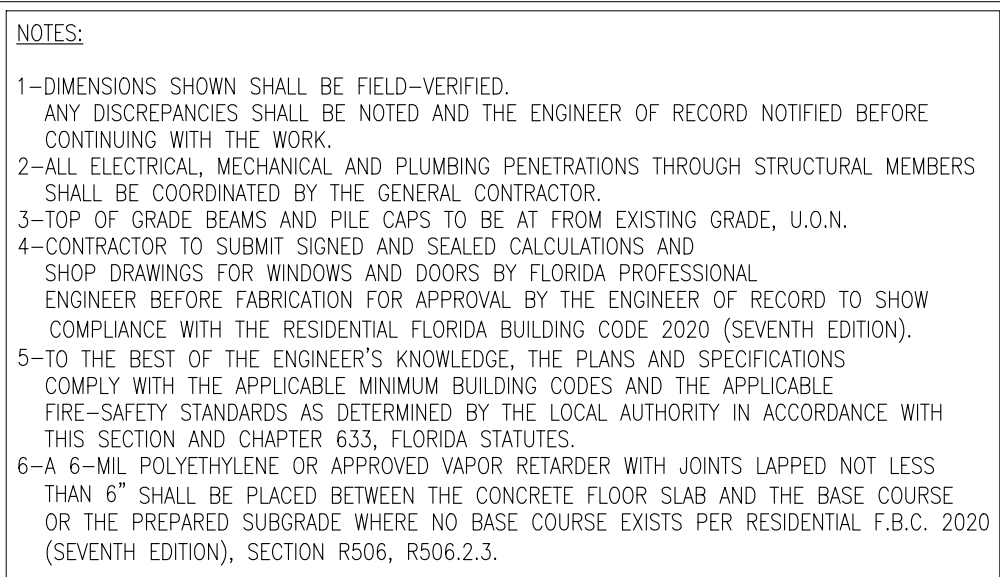 NOTES:
1-DIMENSIONS SHOWN SHALL BE FIELD-VERIFIED.
ANY DISCREPANCIES SHALL BE NOTED AND THE ENGINEER OF RECORD NOTIFIED BEFORE
CONTINUING WITH THE WORK.
2-ALL ELECTRICAL, MECHANICAL AND PLUMBING PENETRATIONS THROUGH STRUCTURAL MEMBERS
SHALL BE COORDINATED BY THE GENERAL CONTRACTOR.
3-TOP OF GRADE BEAMS AND PILE CAPS TO BE AT FROM EXISTING GRADE, U.O.N.
4-CONTRACTOR TO SUBMIT SIGNED AND SEALED CALCULATIONS AND
SHOP DRAWINGS FOR WINDOWS AND DOORS BY FLORIDA PROFESSIONAL
ENGINEER BEFORE FABRICATION FOR APPROVAL BY THE ENGINEER OF RECORD TO SHOW
COMPLIANCE WITH THE RESIDENTIAL FLORIDA BUILDING CODE 2020 (SEVENTH EDITION).
5-TO THE BEST OF THE ENGINEER'S KNOWLEDGE, THE PLANS AND SPECIFICATIONS
COMPLY WITH THE APPLICABLE MINIMUM BUILDING CODES AND THE APPLICABLE
FIRE-SAFETY STANDARDS AS DETERMINED BY THE LOCAL AUTHORITY IN ACCORDANCE WITH
THIS SECTION AND CHAPTER 633, FLORIDA STATUTES.
6-A 6-MIL POLYETHYLENE OR APPROVED VAPOR RETARDER WITH JOINTS LAPPED NOT LESS
THAN 6" SHALL BE PLACED BETWEEN THE CONCRETE FLOOR SLAB AND THE BASE COURSE
OR THE PREPARED SUBGRADE WHERE NO BASE COURSE EXISTS PER RESIDENTIAL F.B.C. 2020
(SEVENTH EDITION), SECTION R506, R506.2.3.